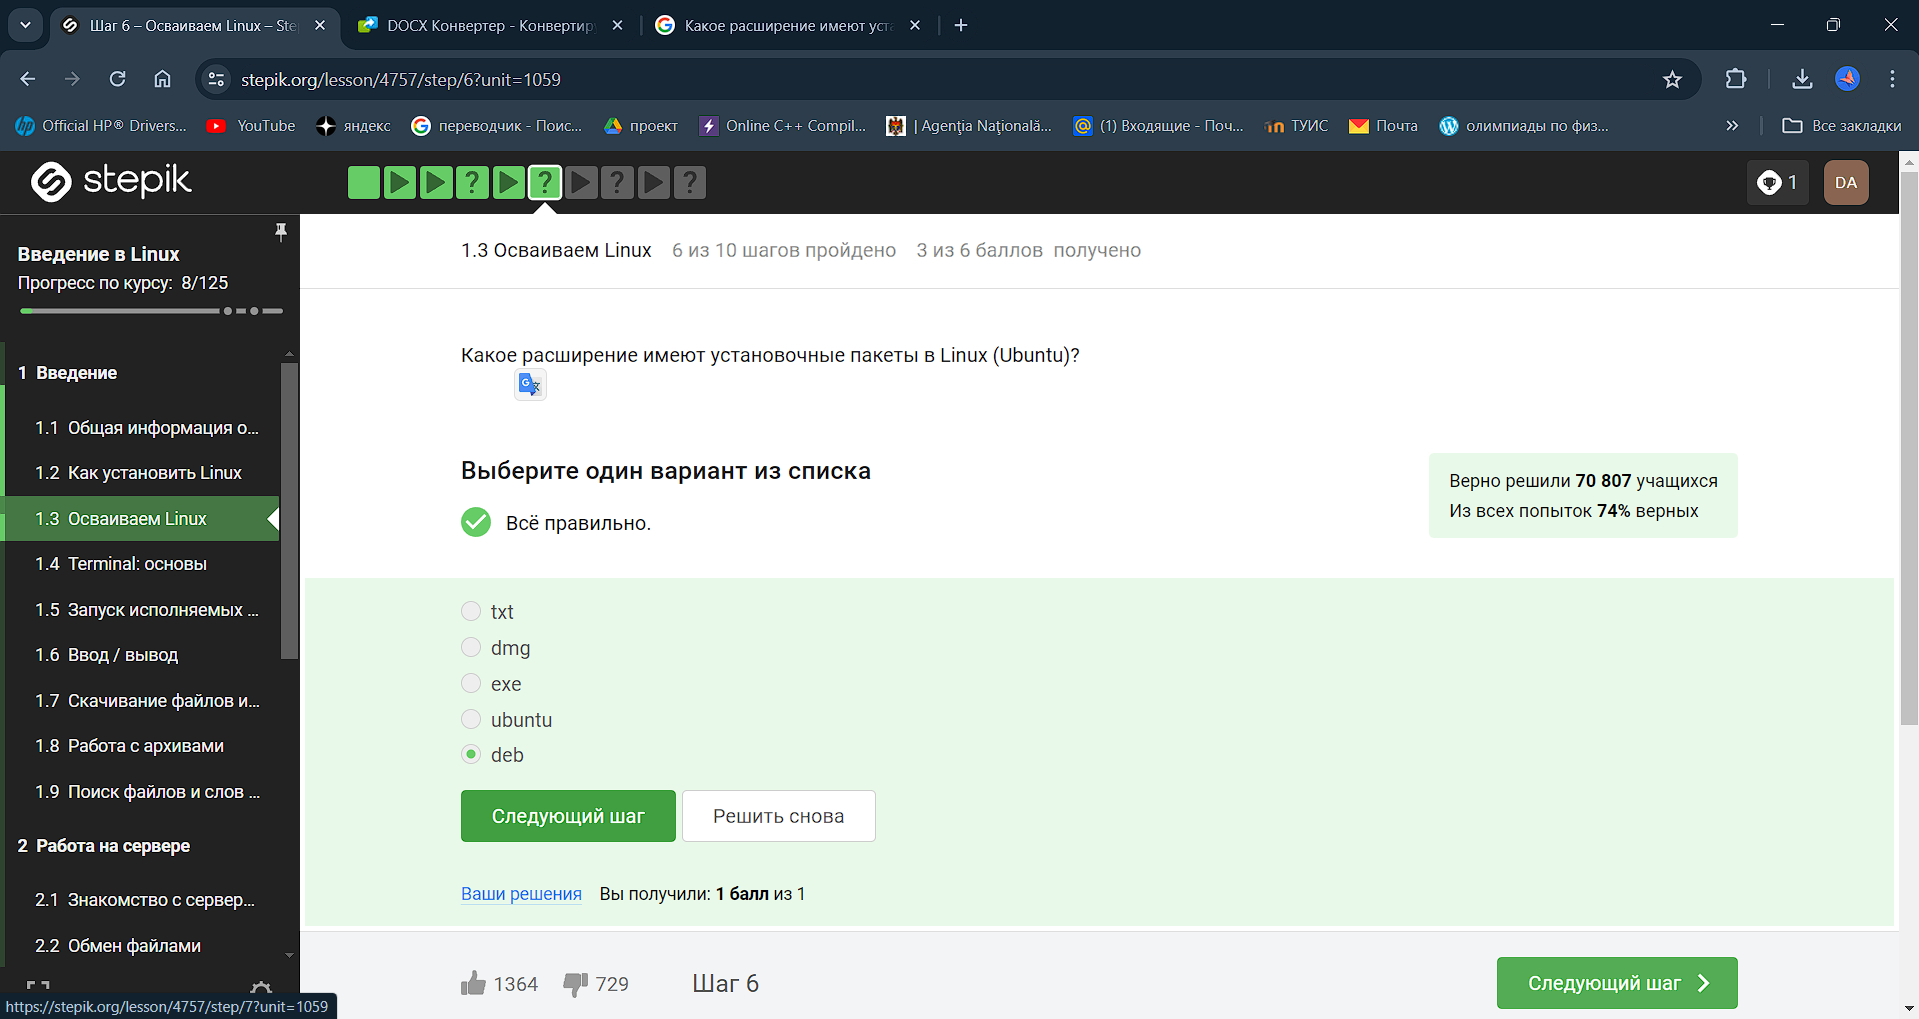 Шаг 6 – Осваиваем Linux – Ste
DOCX Конвертер - Конвертиру
Какое расширение имеют уста
stepik.org/lesson/4757/step/6?unit=1059
Official HP® Drivers...
YouTube
яндекс
переводчик - Поис...
проект
Online C++ Compil...
| Agenția Națională...
(1) Входящие - Поч...
ТУИС
Почта
олимпиады по физ...
Все закладки
stepik
1
DA
Введение в Linux
Прогресс по курсу: 8/125
1 Введение
1.1 Общая информация о...
1.2 Как установить Linux
1.3 Осваиваем Linux
1.4 Terminal: основы
1.5 Запуск исполняемых ...
1.6 Ввод / вывод
1.7 Скачивание файлов и...
1.8 Работа с архивами
1.9 Поиск файлов и слов ...
2 Работа на сервере
2.1 Знакомство с сервер...
2.2 Обмен файлами
https://stepik.org/lesson/4757/step/7?unit=1059
1.3 Осваиваем Linux 6 из 10 шагов пройдено 3 из 6 баллов получено
Какое расширение имеют установочные пакеты в Linux (Ubuntu)?
Выберите один вариант из списка
Всё правильно.
Верно решили 70 807 учащихся
Из всех попыток 74% верных
txt
dmg
exe
ubuntu
deb
Следующий шаг
Решить снова
Ваши решения Вы получили: 1 балл из 1
1364 729 Шаг 6
Следующий шаг